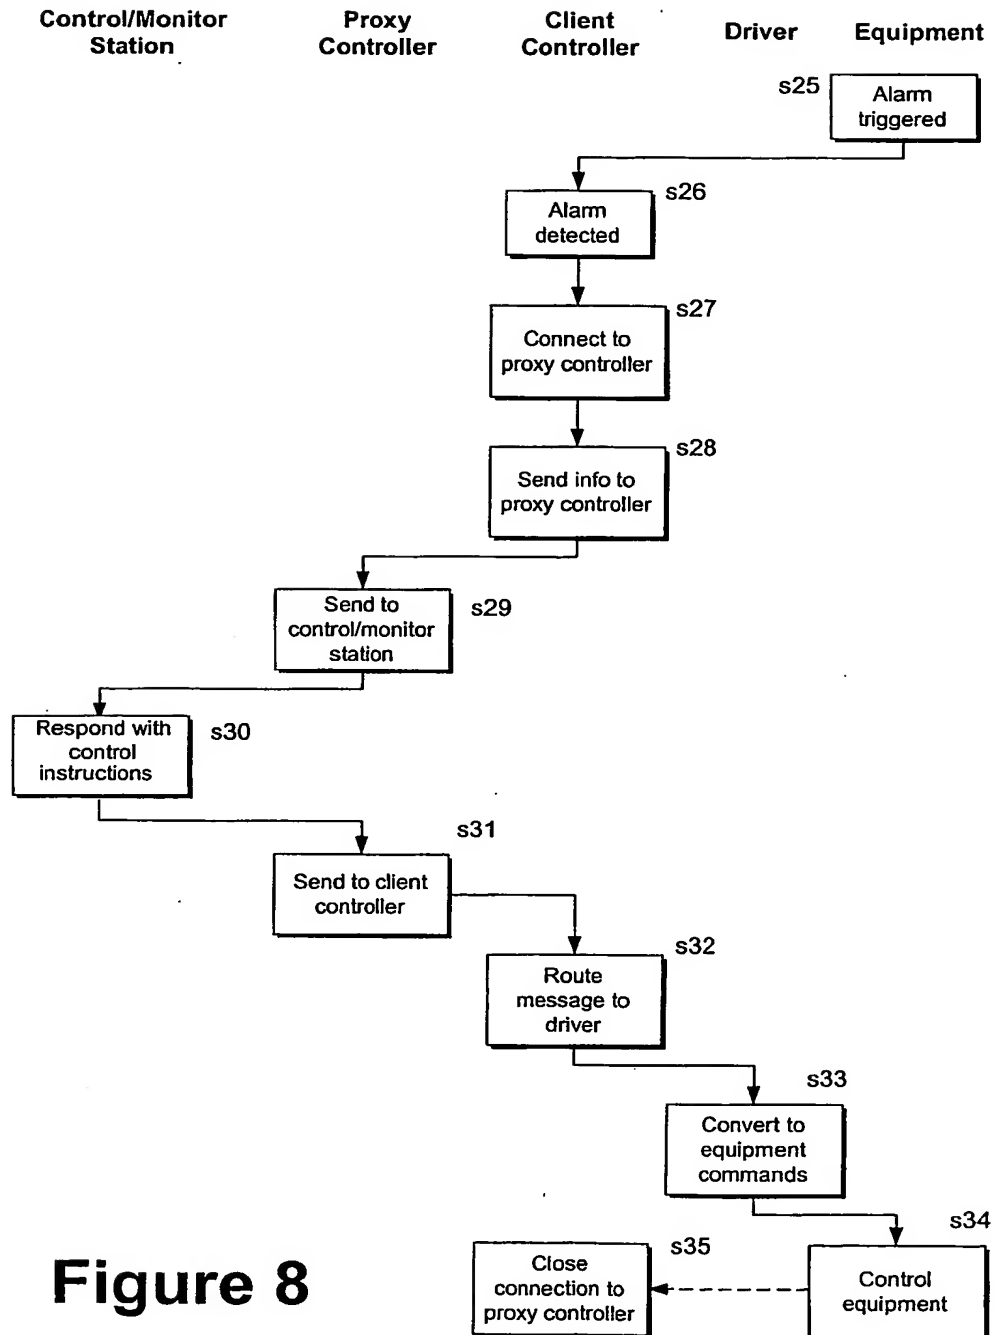 Control/Monitor
Station
Proxy
Controller
Client
Controller
Driver
Equipment
s25
Alarm
triggered
s26
Alarm
detected
s27
Connect to
proxy controller
s28
Send info to
proxy controller
Send to
control/monitor
station
s29
Respond with
control
instructions
s30
s31
Send to client
controller
s32
Route
message to
driver
s33
Convert to
equipment
commands
s34
Control
equipment
s35
Close
connection to
proxy controller
Figure 8